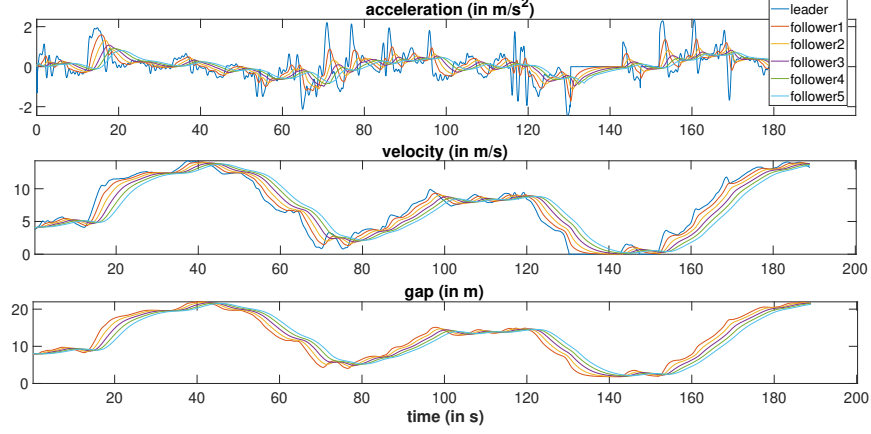 acceleration (in m/s²)
2
0
-2
0 20 40 60 80 100 120 140 160 180
leader
follower1
follower2
follower3
follower4
follower5
velocity (in m/s)
10
5
0
20 40 60 80 100 120 140 160 180 200
gap (in m)
20
10
0
20 40 60 80 100 120 140 160 180 200
time (in s)